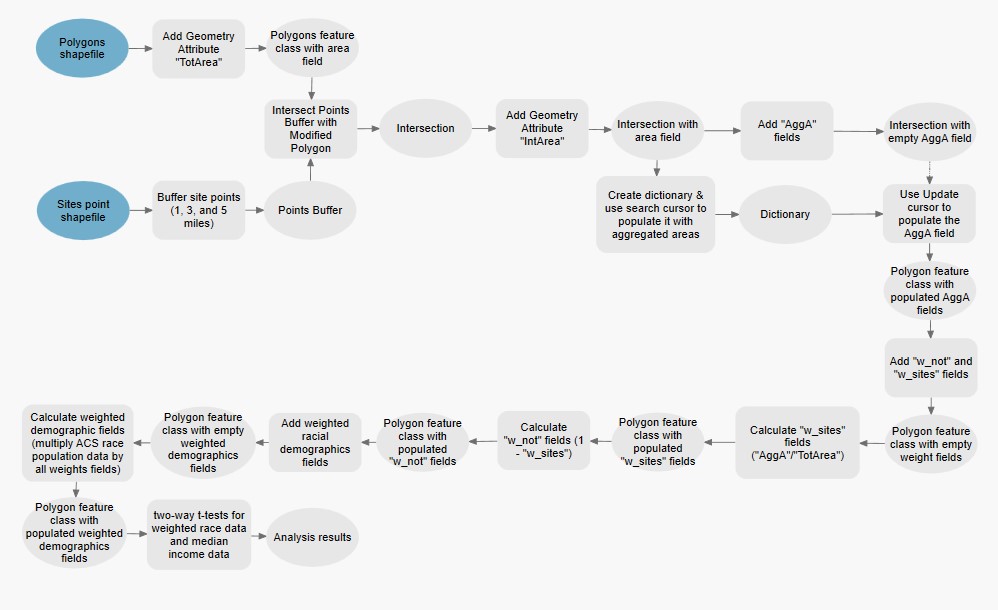 Polygons
shapefile
Add Geometry
Attribute
"TotArea"
Polygons feature
class with area
field
Intersect Points
Buffer with
Modified
Polygon
Intersection
Add Geometry
Attribute
"IntArea"
Intersection with
area field
Add "AggA"
fields
Intersection with
empty AggA field
Sites point
shapefile
Buffer site points
(1, 3, and 5
miles)
Points Buffer
Create dictionary &
use search cursor to
populate it with
aggregated areas
Dictionary
Use Update
cursor to
populate the
AggA field
Polygon feature
class with
populated AggA
fields
Add "w_not" and
"w_sites" fields
Polygon feature
class with empty
weight fields
Calculate "w_sites"
fields
("AggA"/"TotArea")
Polygon feature
class with
populated
"w_sites" fields
Calculate
"w_not" fields (1
- "w_sites")
Polygon feature
class with
populated
"w_not" fields
Add weighted
racial
demographics
fields
Polygon feature
class with empty
weighted
demographics
fields
Calculate weighted
demographic fields
(multiply ACS race
population data by
all weights fields)
Polygon feature
class with
populated weighted
demographics
fields
two-way t-tests for
weighted race data
and median
income data
Analysis results